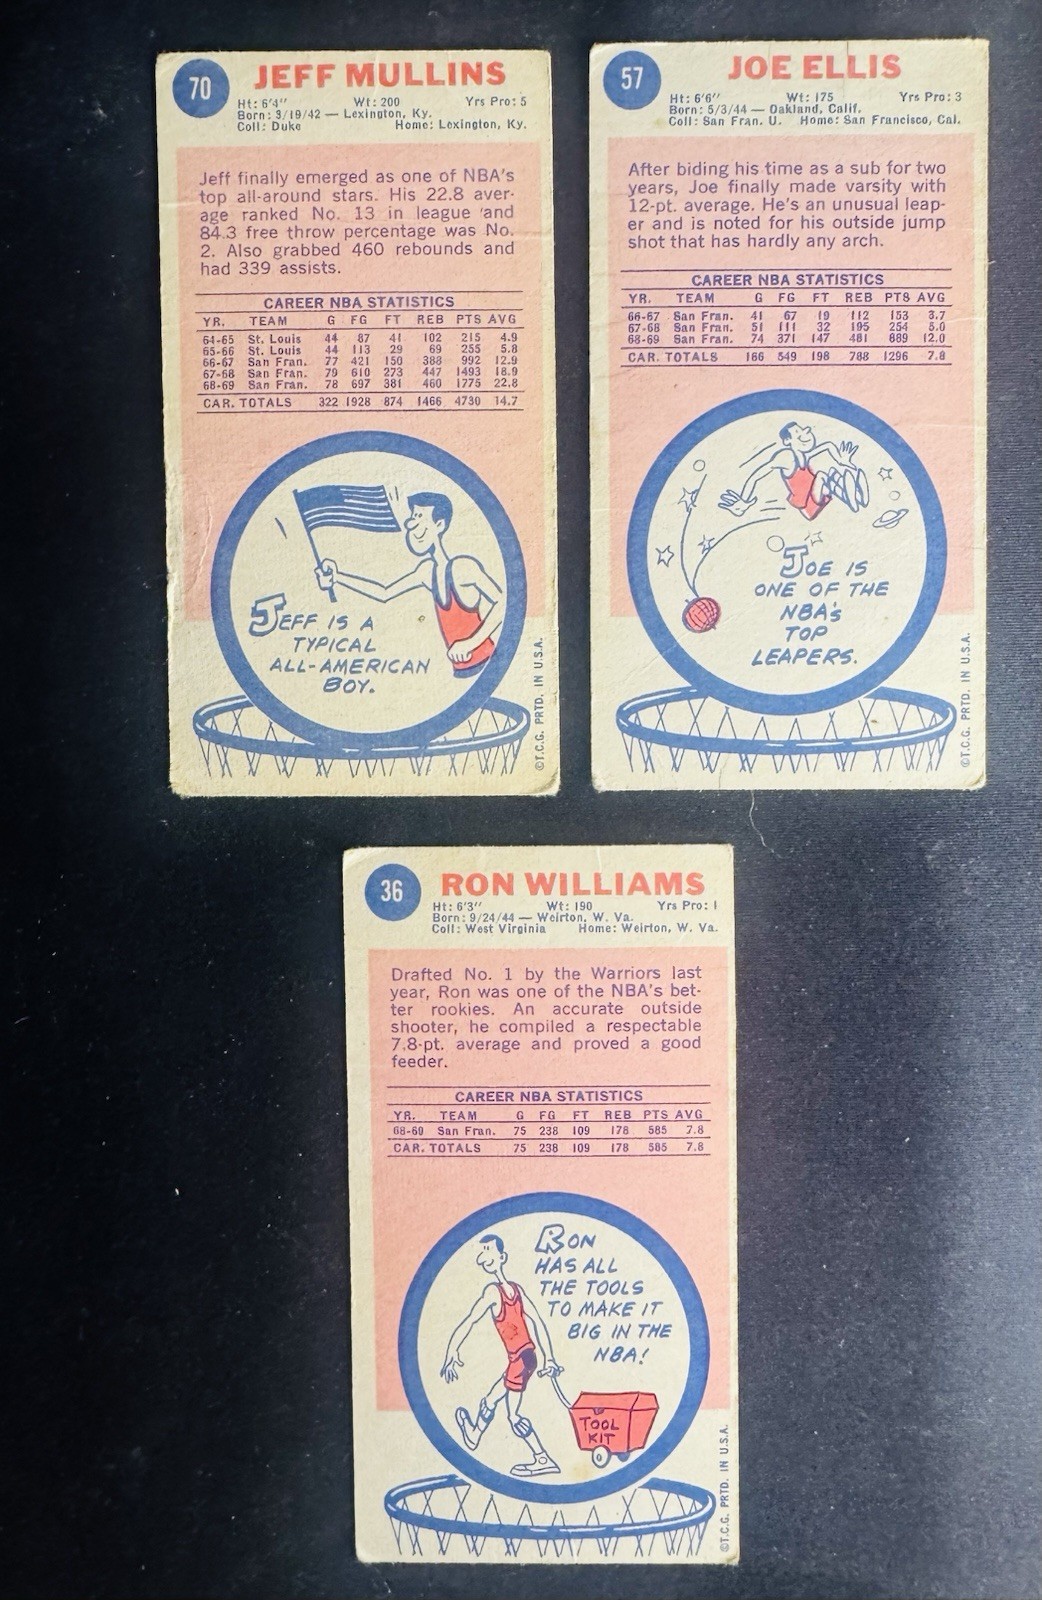 70
JEFF MULLINS
Ht: 6'4" Wt: 200 Yrs Pro: 5
Born: 3/19/42 — Lexington, Ky.
Coll: Duke Home: Lexington, Ky.
Jeff finally emerged as one of NBA's
top all-around stars. His 22.8 aver-
age ranked No. 13 in league and
84.3 free throw percentage was No.
2. Also grabbed 460 rebounds and
had 339 assists.
CAREER NBA STATISTICS
YR. TEAM G FG FT REB PTS AVG
64-65 St. Louis 44 87 41 102 215 4.9
65-66 St. Louis 44 113 29 69 255 5.8
66-67 San Fran. 77 421 150 388 992 12.9
67-68 San Fran. 79 610 273 447 1493 18.9
68-69 San Fran. 78 697 381 460 1775 22.8
CAR. TOTALS 322 1928 874 1466 4730 14.7
JEFF IS A
TYPICAL
ALL-AMERICAN
BOY.
©T.C.G. PRTD. IN U.S.A.
57
JOE ELLIS
Ht: 6'6" Wt: 175 Yrs Pro: 3
Born: 5/3/44 — Oakland, Calif.
Coll: San Fran. U. Home: San Francisco, Cal.
After biding his time as a sub for two
years, Joe finally made varsity with
12-pt. average. He's an unusual leap-
er and is noted for his outside jump
shot that has hardly any arch.
CAREER NBA STATISTICS
YR. TEAM G FG FT REB PTS AVG
66-67 San Fran. 41 67 19 112 153 3.7
67-68 San Fran. 51 111 32 195 254 5.0
68-69 San Fran. 74 371 147 481 889 12.0
CAR. TOTALS 166 549 198 788 1296 7.8
JOE IS
ONE OF THE
NBA'S
TOP
LEAPERS.
©T.C.G. PRTD. IN U.S.A.
36
RON WILLIAMS
Ht: 6'3" Wt: 190 Yrs Pro: 1
Born: 9/24/44 — Weirton, W. Va.
Coll: West Virginia Home: Weirton, W. Va.
Drafted No. 1 by the Warriors last
year, Ron was one of the NBA's bet-
ter rookies. An accurate outside
shooter, he compiled a respectable
7.8-pt. average and proved a good
feeder.
CAREER NBA STATISTICS
YR. TEAM G FG FT REB PTS AVG
68-69 San Fran. 75 238 109 178 585 7.8
CAR. TOTALS 75 238 109 178 585 7.8
RON
HAS ALL
THE TOOLS
TO MAKE IT
BIG IN THE
NBA!
TOOL
KIT
©T.C.G. PRTD. IN U.S.A.